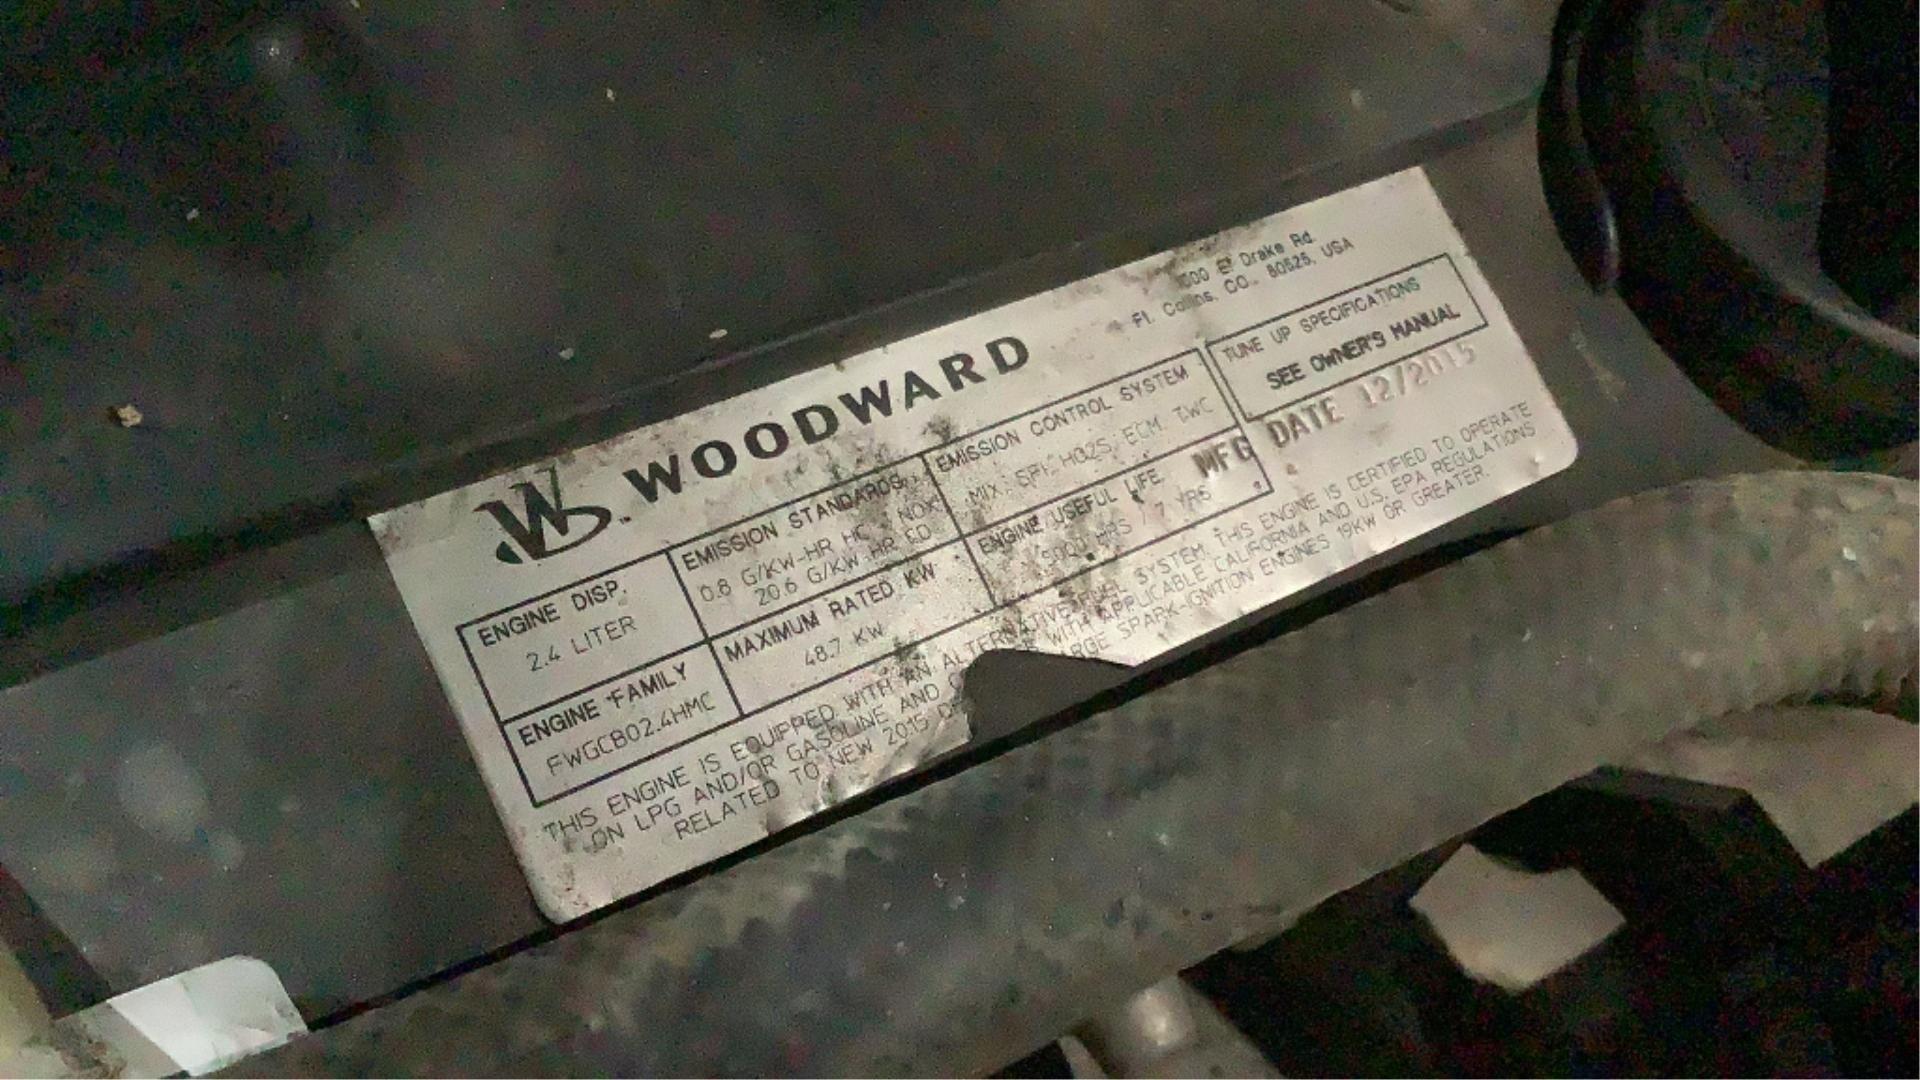 WOODWARD
1000 E Drake Rd.
Ft. Collins, CO., 80525, USA
TUNE UP SPECIFICATIONS
SEE OWNER'S MANUAL
MFG DATE 12/2015
ENGINE DISP.
2.4 LITER
EMISSION STANDARDS
0.8 G/KW-HR HC NOX
20.6 G/KW-HR
EMISSION CONTROL SYSTEM
MIX, ECM, TWC
ENGINE FAMILY
FWGCB02.4HMC
MAXIMUM RATED KW
48.7 KW
ENGINE USEFUL LIFE
5000 HRS / 7 YRS
THIS ENGINE IS EQUIPPED WITH AN ALTERNATIVE FUEL SYSTEM. THIS ENGINE IS CERTIFIED TO OPERATE
ON LPG AND/OR GASOLINE AND WITH APPLICABLE CALIFORNIA AND U.S. EPA REGULATIONS
RELATED TO NEW 2015 SPARK-IGNITION ENGINES 19KW OR GREATER.